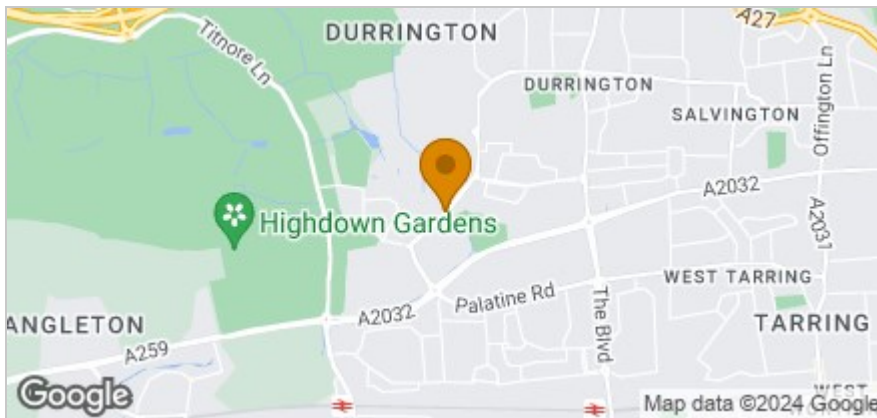 DURRINGTON
A27
Titnore Ln
DURRINGTON
SALVINGTON
Offington Ln
A2032
Highdown Gardens
A2031
WEST TARRING
Palatine Rd
A2032
The Blvd
ANGLETON
TARRING
A259
WEST
Google
Map data ©2024 Google